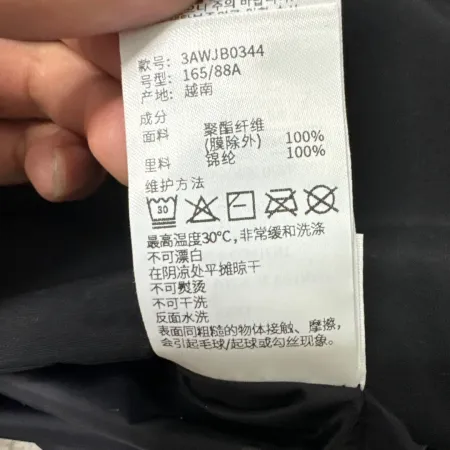 款号: 3AWJB0344
号型: 165/88A
产地: 越南
成分
面料 聚酯纤维
(膜除外) 100%
里料 锦纶 100%
维护方法
30
最高温度30℃,非常缓和洗涤
不可漂白
在阴凉处平摊晾干
不可熨烫
不可干洗
反面水洗
表面同粗糙的物体接触、摩擦,
会引起毛球/起球或勾丝现象。